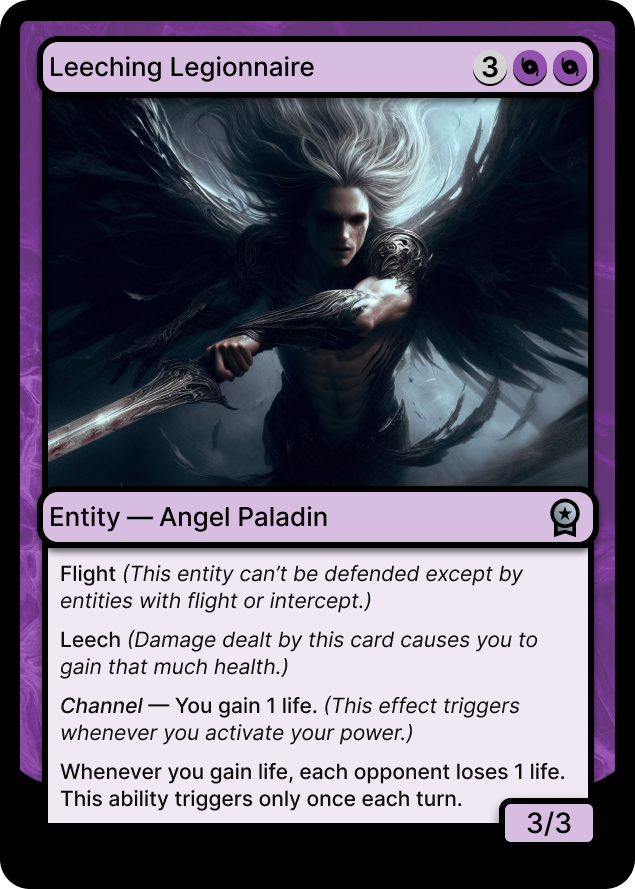 Leeching Legionnaire 3
Entity — Angel Paladin
Flight (This entity can’t be defended except by
entities with flight or intercept.)
Leech (Damage dealt by this card causes you to
gain that much health.)
Channel — You gain 1 life. (This effect triggers
whenever you activate your power.)
Whenever you gain life, each opponent loses 1 life.
This ability triggers only once each turn.
3/3